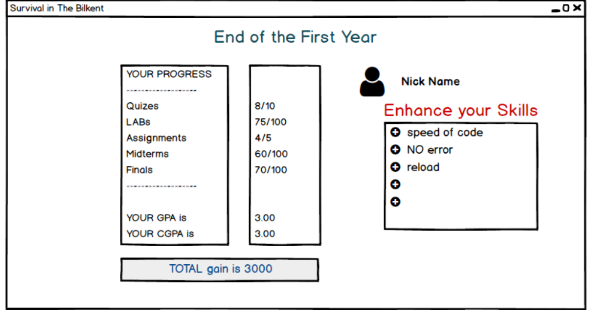 Survival in The Bilkent
End of the First Year
YOUR PROGRESS
Quizes 8/10
LABs 75/100
Assignments 4/5
Midterms 60/100
Finals 70/100
YOUR GPA is 3.00
YOUR CGPA is 3.00
TOTAL gain is 3000
Nick Name
Enhance your Skills
speed of code
NO error
reload